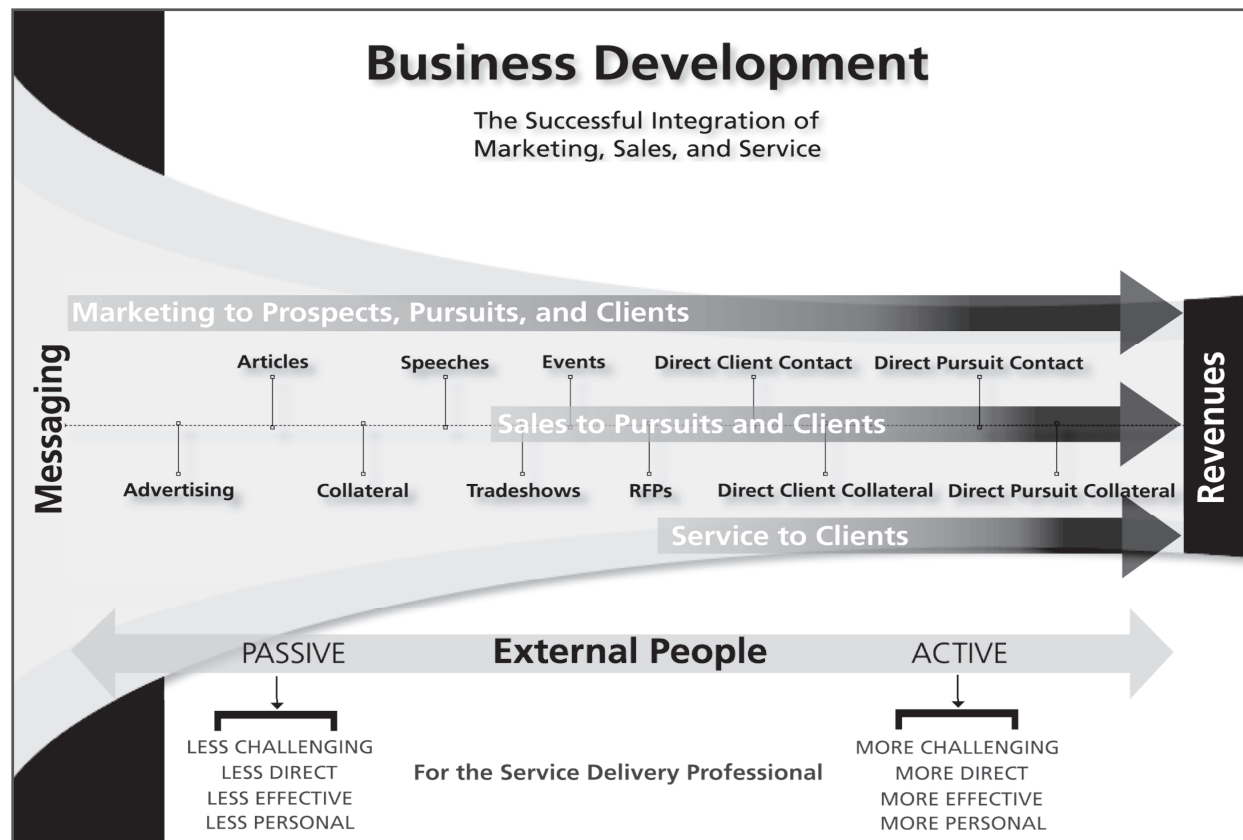 Business Development
The Successful Integration of
Marketing, Sales, and Service
Marketing to Prospects, Pursuits, and Clients
Articles
Speeches
Events
Direct Client Contact
Direct Pursuit Contact
Messaging
Sales to Pursuits and Clients
Revenues
Advertising
Collateral
Tradeshows
RFPs
Direct Client Collateral
Direct Pursuit Collateral
Service to Clients
PASSIVE
External People
ACTIVE
LESS CHALLENGING
LESS DIRECT
LESS EFFECTIVE
LESS PERSONAL
For the Service Delivery Professional
MORE CHALLENGING
MORE DIRECT
MORE EFFECTIVE
MORE PERSONAL